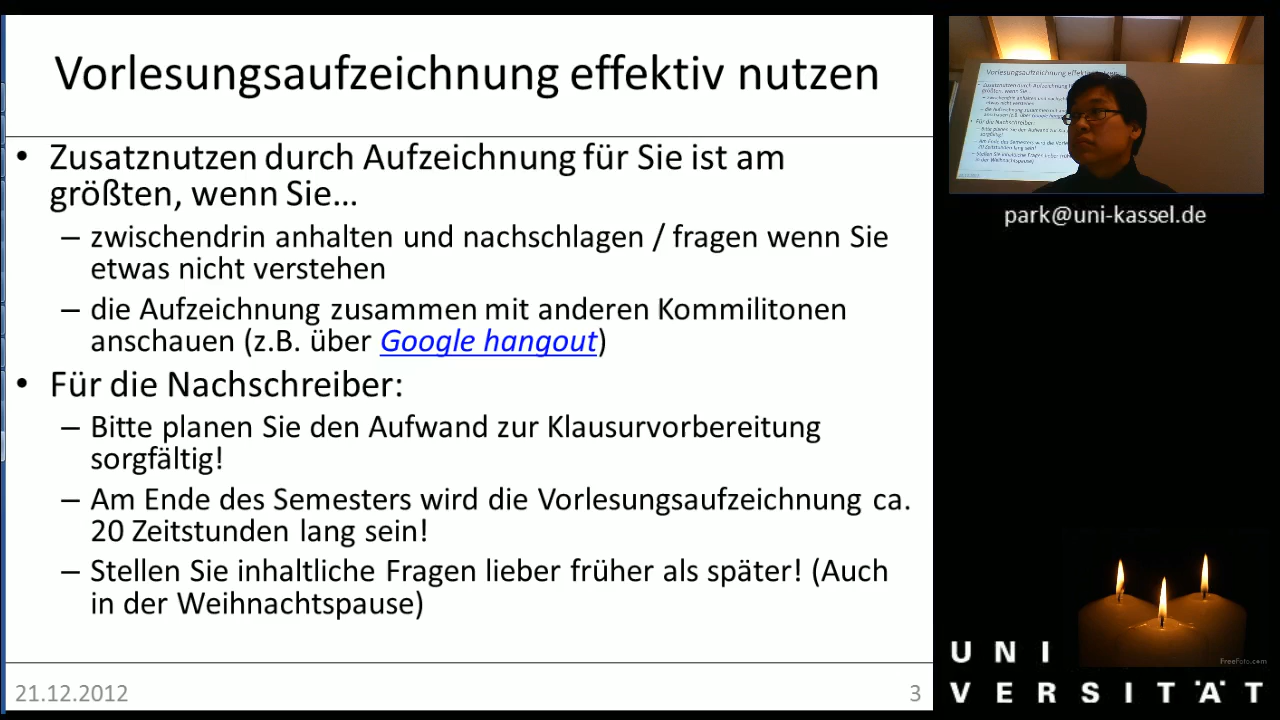 Vorlesungsaufzeichnung effektiv nutzen
• Zusatznutzen durch Aufzeichnung für Sie ist am
größten, wenn Sie…
– zwischendrin anhalten und nachschlagen / fragen wenn Sie
etwas nicht verstehen
– die Aufzeichnung zusammen mit anderen Kommilitonen
anschauen (z.B. über Google hangout)
• Für die Nachschreiber:
– Bitte planen Sie den Aufwand zur Klausurvorbereitung
sorgfältig!
– Am Ende des Semesters wird die Vorlesungsaufzeichnung ca.
20 Zeitstunden lang sein!
– Stellen Sie inhaltliche Fragen lieber früher als später! (Auch
in der Weihnachtspause)
21.12.2012
3
park@uni-kassel.de
FreeFoto.com
UNI
VERSITÄT